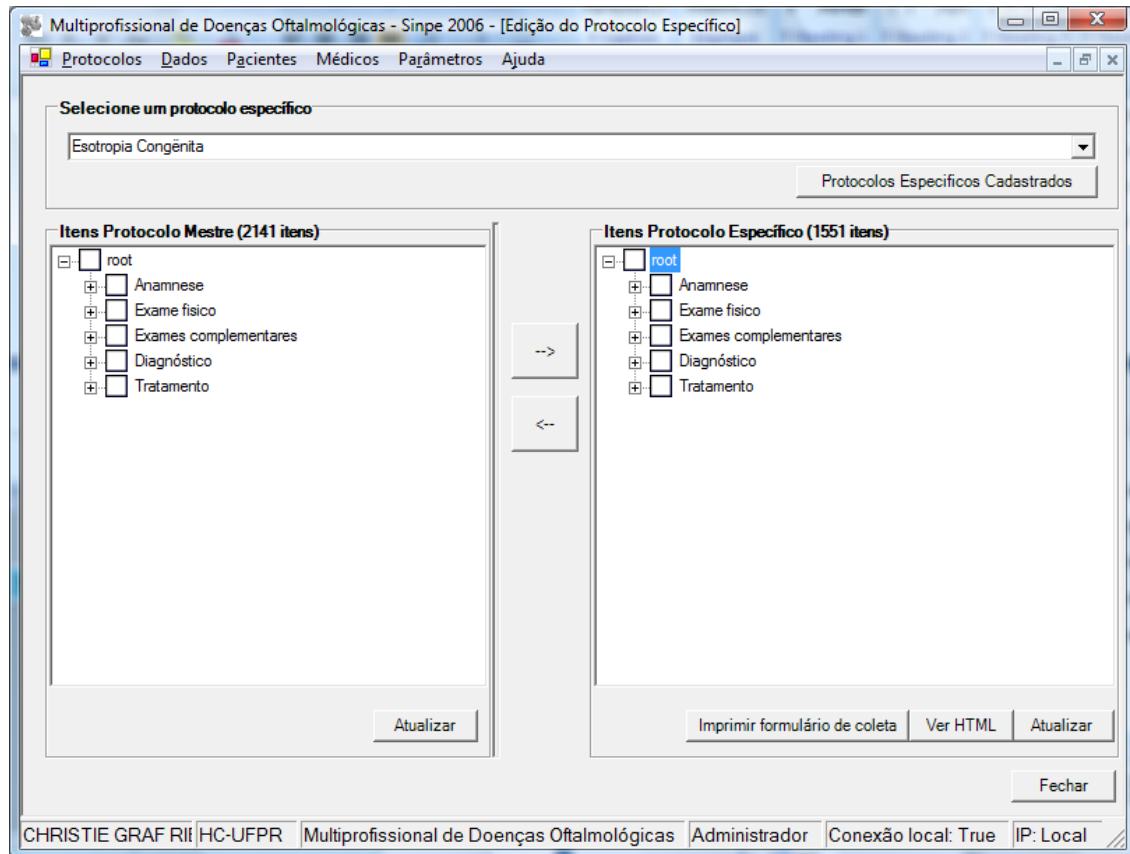 Multiprofissional de Doenças Oftalmológicas - Sinpe 2006 - [Edição do Protocolo Específico]
Protocolos Dados Pacientes Médicos Parâmetros Ajuda
Selecione um protocolo específico
Esotropia Congênita
Protocolos Especificos Cadastrados
Itens Protocolo Mestre (2141 itens)
root
Anamnese
Exame fisico
Exames complementares
Diagnóstico
Tratamento
Atualizar
-->
<--
Itens Protocolo Específico (1551 itens)
root
Anamnese
Exame fisico
Exames complementares
Diagnóstico
Tratamento
Imprimir formulário de coleta Ver HTML Atualizar
Fechar
CHRISTIE GRAF RIE HC-UFPR Multiprofissional de Doenças Oftalmológicas Administrador Conexão local: True IP: Local